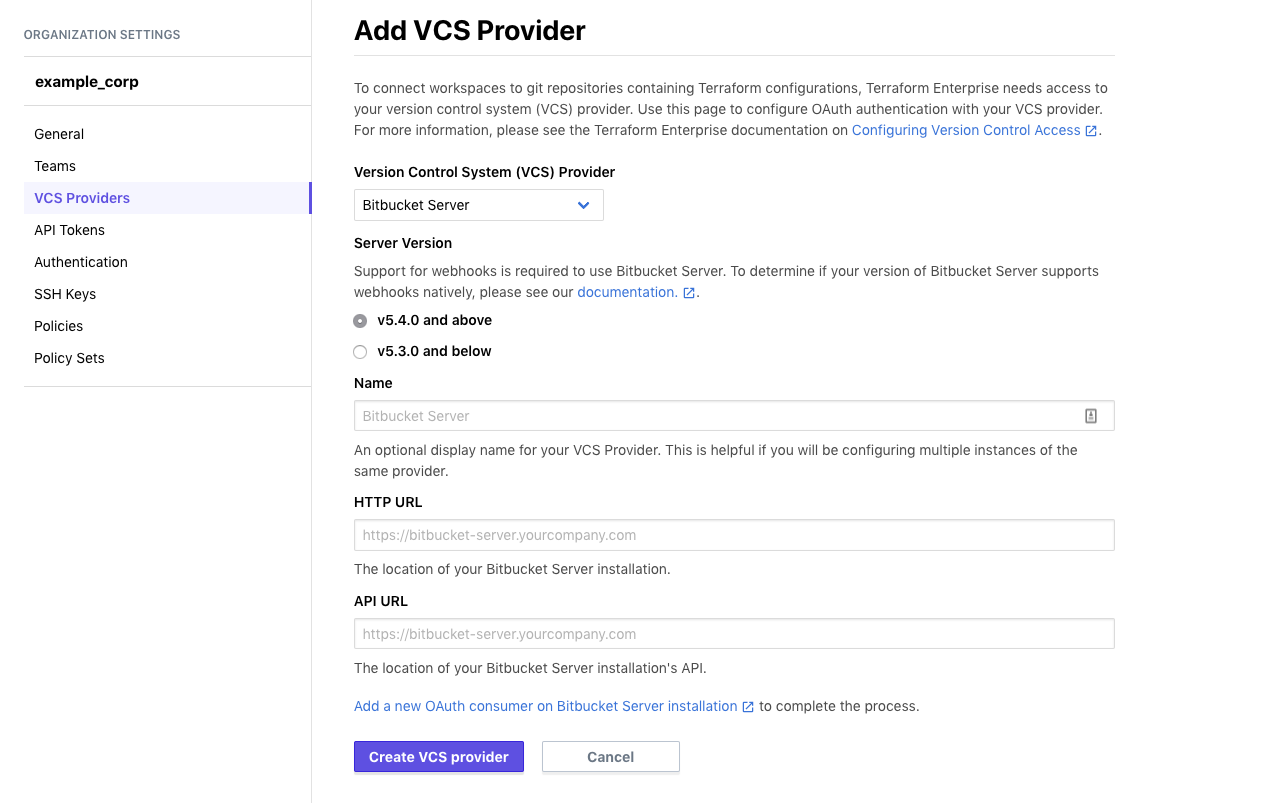 ORGANIZATION SETTINGS
example_corp
General
Teams
VCS Providers
API Tokens
Authentication
SSH Keys
Policies
Policy Sets
Add VCS Provider
To connect workspaces to git repositories containing Terraform configurations, Terraform Enterprise needs access to
your version control system (VCS) provider. Use this page to configure OAuth authentication with your VCS provider.
For more information, please see the Terraform Enterprise documentation on Configuring Version Control Access.
Version Control System (VCS) Provider
Bitbucket Server
Server Version
Support for webhooks is required to use Bitbucket Server. To determine if your version of Bitbucket Server supports
webhooks natively, please see our documentation. .
v5.4.0 and above
v5.3.0 and below
Name
Bitbucket Server
An optional display name for your VCS Provider. This is helpful if you will be configuring multiple instances of the
same provider.
HTTP URL
https://bitbucket-server.yourcompany.com
The location of your Bitbucket Server installation.
API URL
https://bitbucket-server.yourcompany.com
The location of your Bitbucket Server installation's API.
Add a new OAuth consumer on Bitbucket Server installation to complete the process.
Create VCS provider
Cancel